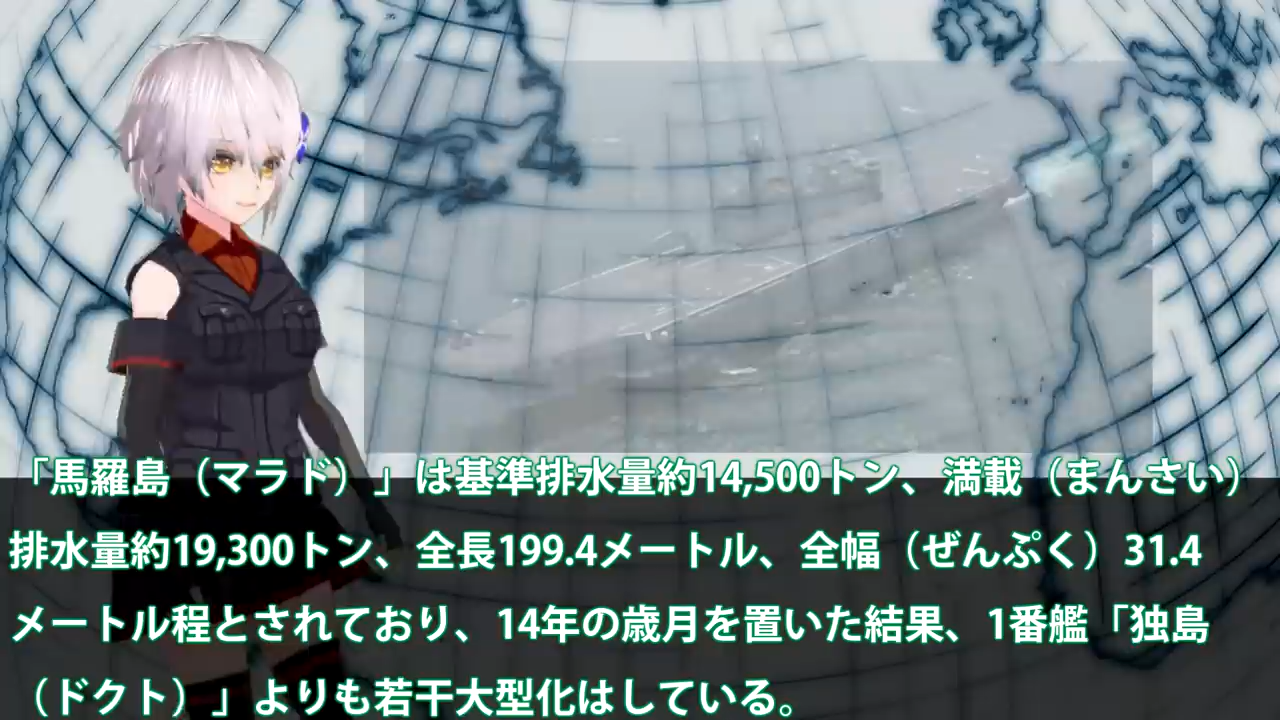 「馬羅島（マラド）」は基準排水量約14,500トン、満載（まんさい）
排水量約19,300トン、全長199.4メートル、全幅（ぜんぷく）31.4
メートル程とされており、14年の歳月を置いた結果、1番艦「独島
（ドクト）」よりも若干大型化はしている。